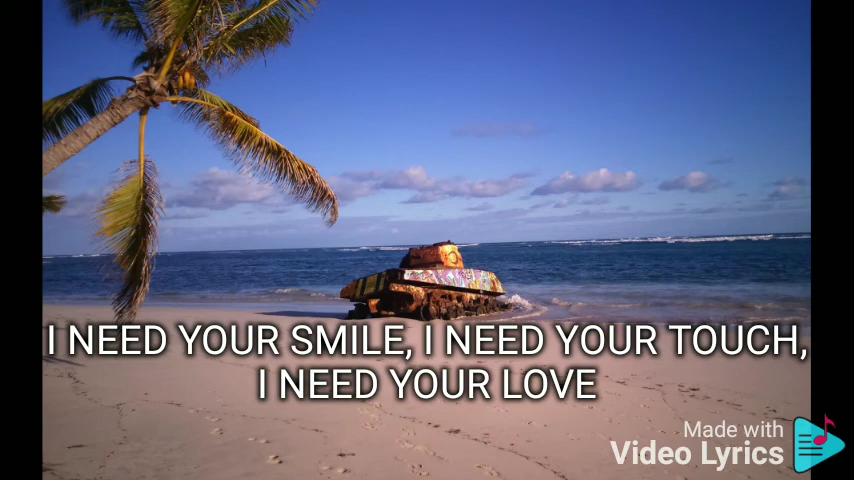 I NEED YOUR SMILE, I NEED YOUR TOUCH,
I NEED YOUR LOVE
Made with
Video Lyrics